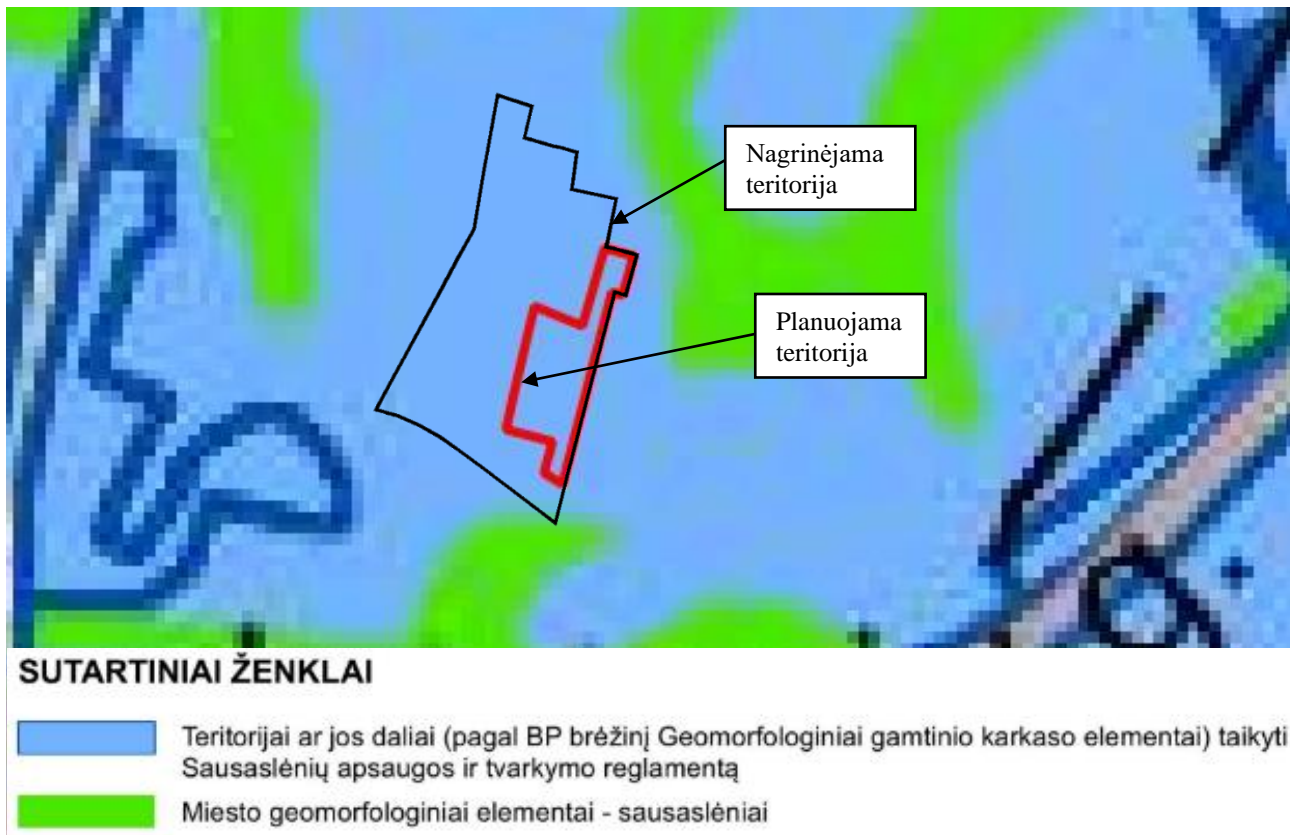 Nagrinėjama
teritorija
Planuojama
teritorija
SUTARTINIAI ŽENKLAI
Teritorijai ar jos daliai (pagal BP brėžinį Geomorfologiniai gamtinio karkaso elementai) taikyti
Sausaslėnių apsaugos ir tvarkymo reglamentą
Miesto geomorfologiniai elementai - sausaslėniai